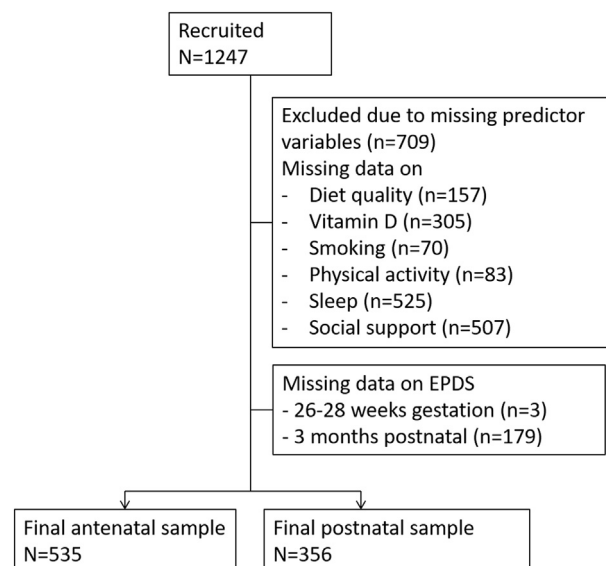 Recruited
N=1247
Excluded due to missing predictor
variables (n=709)
Missing data on
- Diet quality (n=157)
- Vitamin D (n=305)
- Smoking (n=70)
- Physical activity (n=83)
- Sleep (n=525)
- Social support (n=507)
Missing data on EPDS
- 26-28 weeks gestation (n=3)
- 3 months postnatal (n=179)
Final antenatal sample
N=535
Final postnatal sample
N=356